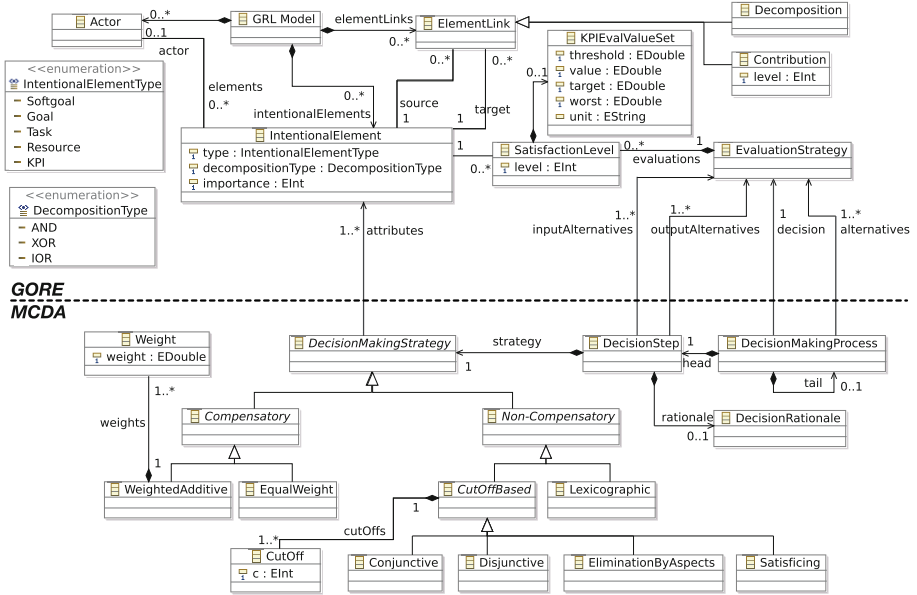 Actor
0..*
0..1
actor
GRL Model
elementLinks
0..*
ElementLink
Decomposition
Contribution
level : EInt
<<enumeration>>
IntentionalElementType
Softgoal
Goal
Task
Resource
KPI
elements
0..*
0..*
intentionalElements
0..*
source
1
0..*
target
1
KPIEvalValueSet
threshold : EDouble
value : EDouble
target : EDouble
worst : EDouble
unit : EString
0..1
IntentionalElement
type : IntentionalElementType
decompositionType : DecompositionType
importance : EInt
1
0..*
SatisfactionLevel
level : EInt
0..*
evaluations
1
EvaluationStrategy
<<enumeration>>
DecompositionType
AND
XOR
IOR
1..* attributes
1..*
inputAlternatives
1..*
outputAlternatives
1
decision
1..*
alternatives
GORE
MCDA
Weight
weight : EDouble
DecisionMakingStrategy
strategy
1
DecisionStep
1
head
DecisionMakingProcess
tail
0..1
1..*
weights
1
Compensatory
Non-Compensatory
rationale
0..1
DecisionRationale
WeightedAdditive
EqualWeight
CutOffBased
Lexicographic
1
cutOffs
1..*
CutOff
c : EInt
Conjunctive
Disjunctive
EliminationByAspects
Satisficing